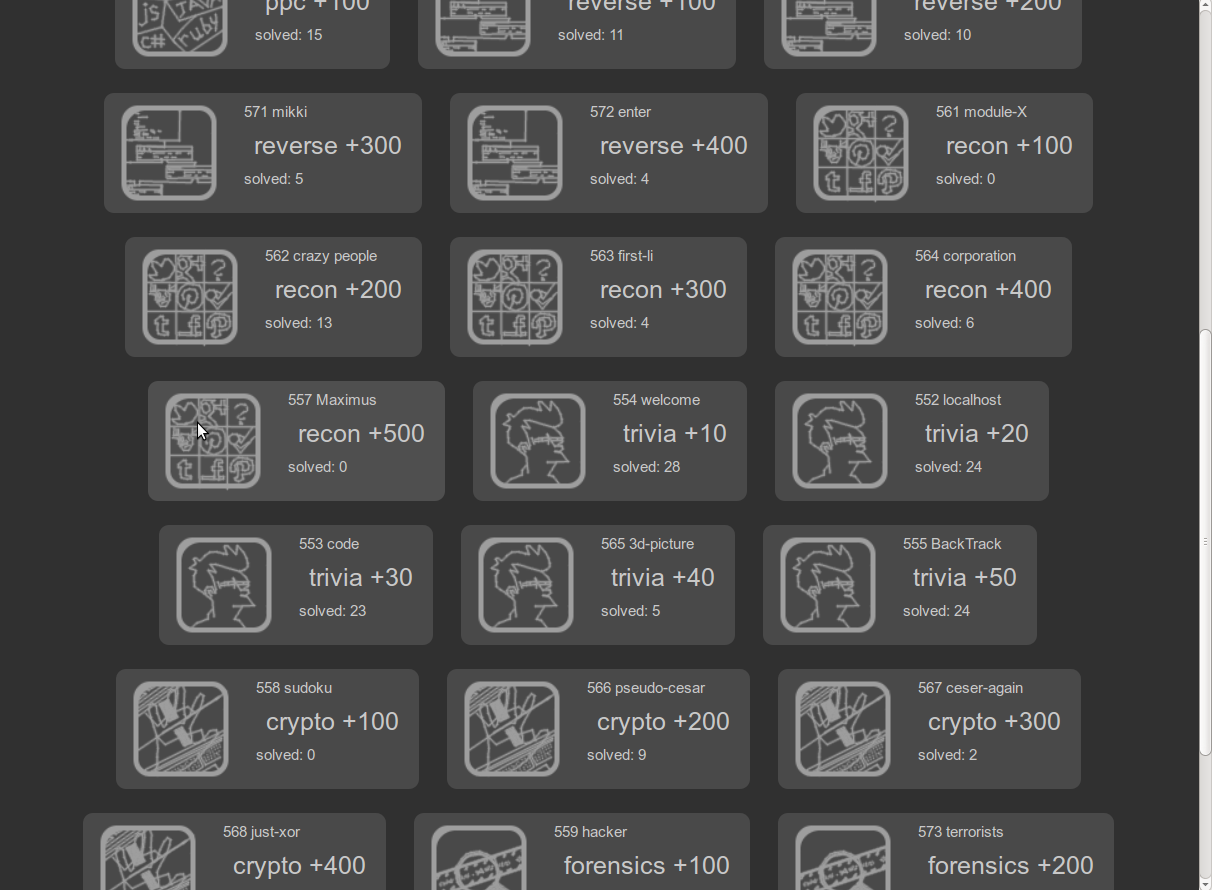 ppc +100
solved: 15
reverse +100
solved: 11
reverse +200
solved: 10
571 mikki
reverse +300
solved: 5
572 enter
reverse +400
solved: 4
561 module-X
recon +100
solved: 0
562 crazy people
recon +200
solved: 13
563 first-li
recon +300
solved: 4
564 corporation
recon +400
solved: 6
557 Maximus
recon +500
solved: 0
554 welcome
trivia +10
solved: 28
552 localhost
trivia +20
solved: 24
553 code
trivia +30
solved: 23
565 3d-picture
trivia +40
solved: 5
555 BackTrack
trivia +50
solved: 24
558 sudoku
crypto +100
solved: 0
566 pseudo-cesar
crypto +200
solved: 9
567 ceser-again
crypto +300
solved: 2
568 just-xor
crypto +400
559 hacker
forensics +100
573 terrorists
forensics +200